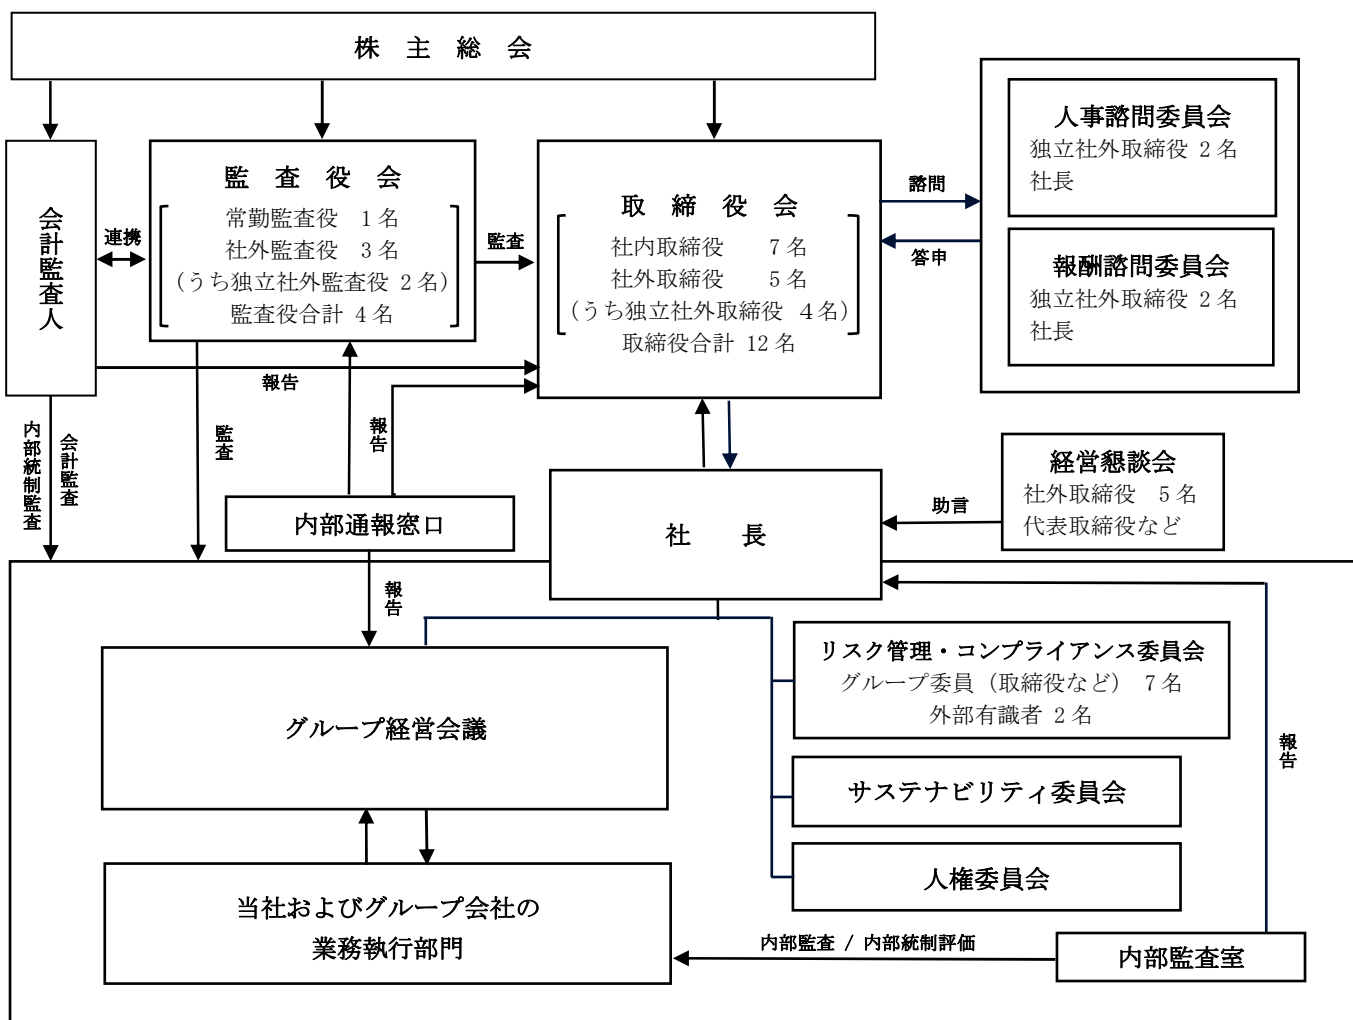 株 主 総 会
会計監査人
連携
監 査 役 会
常勤監査役 1名
社外監査役 3名
(うち独立社外監査役 2名)
監査役合計 4名
監査
取 締 役 会
社内取締役 7名
社外取締役 5名
(うち独立社外取締役 4名)
取締役合計 12名
諮問
答申
人事諮問委員会
独立社外取締役 2名
社長
報酬諮問委員会
独立社外取締役 2名
社長
報告
内部統制監査
会計監査
監査
報告
内部通報窓口
報告
社 長
助言
経営懇談会
社外取締役 5名
代表取締役など
グループ経営会議
リスク管理・コンプライアンス委員会
グループ委員(取締役など) 7名
外部有識者 2名
サステナビリティ委員会
人権委員会
報告
当社およびグループ会社の
業務執行部門
内部監査 / 内部統制評価
内部監査室